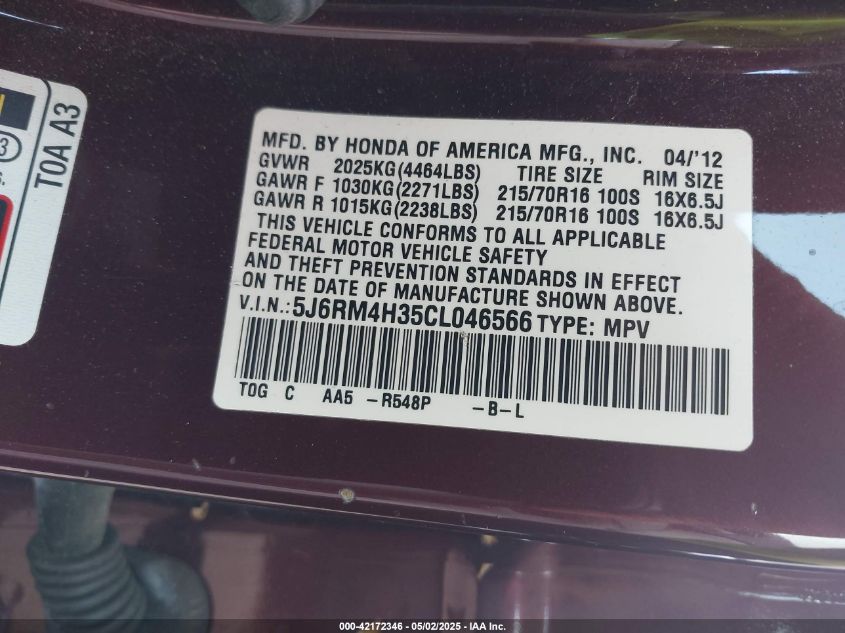 TOA A3
3
MFD. BY HONDA OF AMERICA MFG., INC. 04/'12
GVWR 2025KG(4464LBS) TIRE SIZE RIM SIZE
GAWR F 1030KG(2271LBS) 215/70R16 100S 16X6.5J
GAWR R 1015KG(2238LBS) 215/70R16 100S 16X6.5J
THIS VEHICLE CONFORMS TO ALL APPLICABLE
FEDERAL MOTOR VEHICLE SAFETY
AND THEFT PREVENTION STANDARDS IN EFFECT
ON THE DATE OF MANUFACTURE SHOWN ABOVE.
V.I.N.:5J6RM4H35CL046566 TYPE: MPV
T0G C AA5 -R548P -B-L
000-42172346 - 05/02/2025 - IAA Inc.